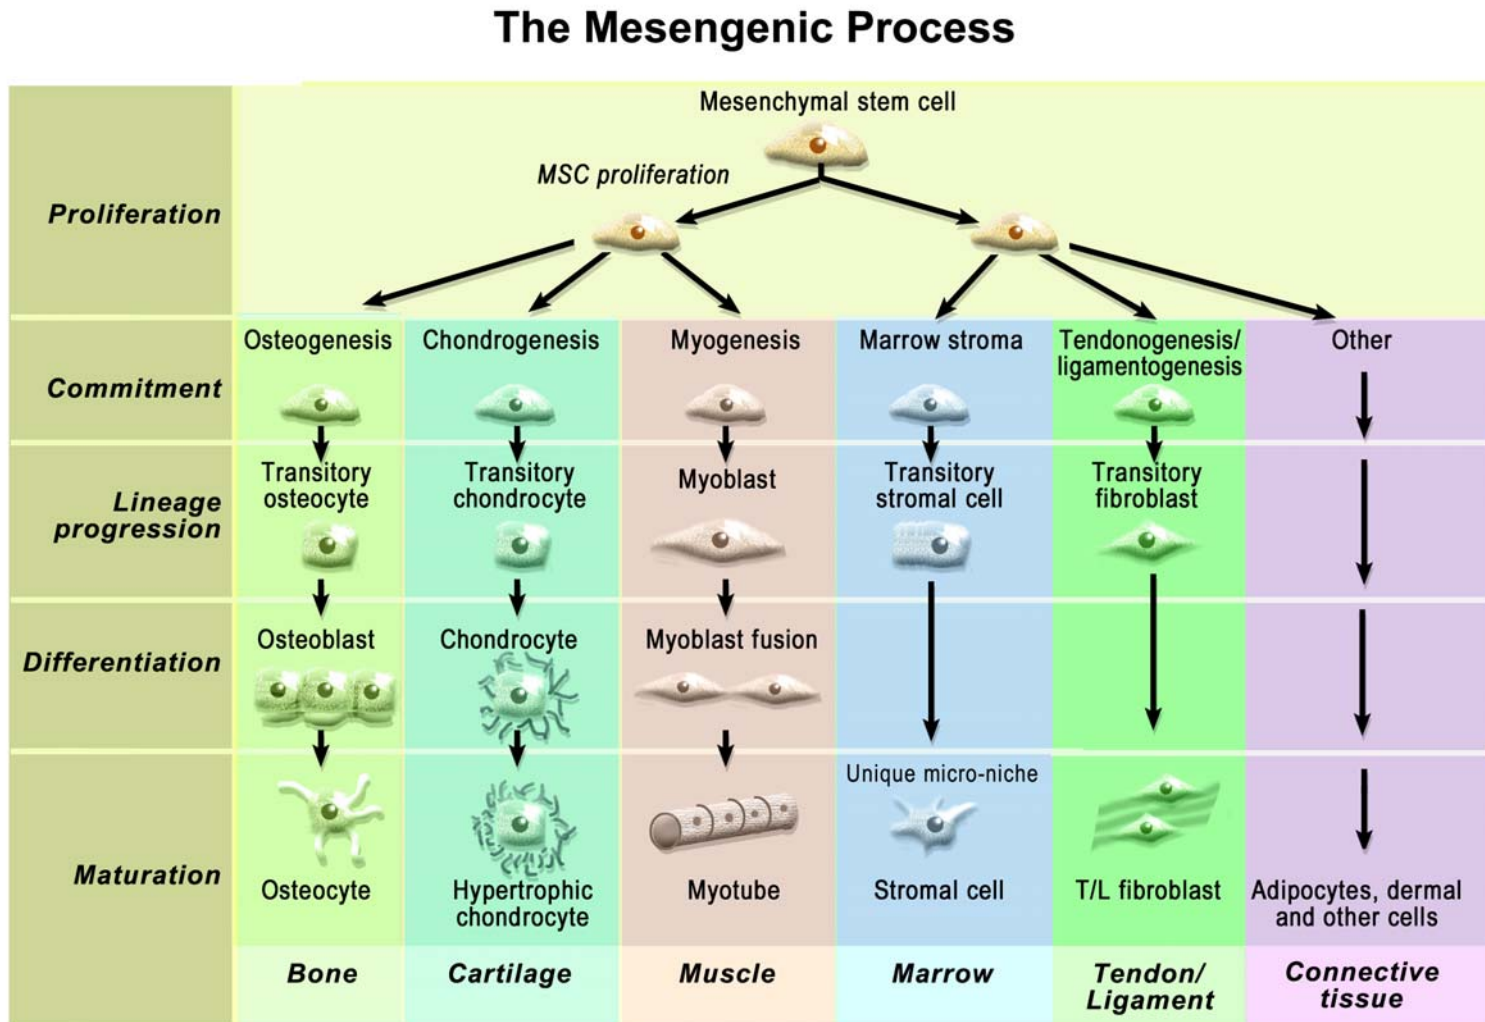 The Mesengenic Process
Mesenchymal stem cell
MSC proliferation
Proliferation
Commitment
Osteogenesis
Chondrogenesis
Myogenesis
Marrow stroma
Tendonogenesis/
ligamentogenesis
Other
Lineage
progression
Transitory
osteocyte
Transitory
chondrocyte
Myoblast
Transitory
stromal cell
Transitory
fibroblast
Differentiation
Osteoblast
Chondrocyte
Myoblast fusion
Maturation
Unique micro-niche
Osteocyte
Hypertrophic
chondrocyte
Myotube
Stromal cell
T/L fibroblast
Adipocytes, dermal
and other cells
Bone
Cartilage
Muscle
Marrow
Tendon/
Ligament
Connective
tissue